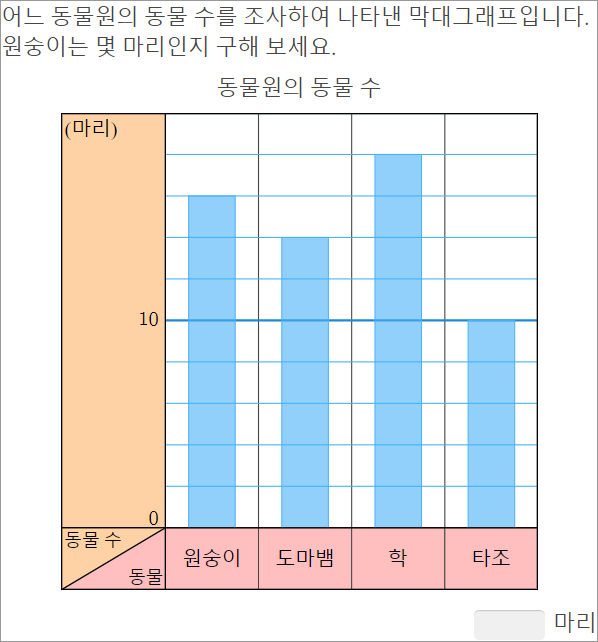 어느 동물원의 동물 수를 조사하여 나타낸 막대그래프입니다.
원숭이는 몇 마리인지 구해 보세요.
동물원의 동물 수
(마리)
10
0
동물 수
동물
원숭이 도마뱀 학 타조
마리